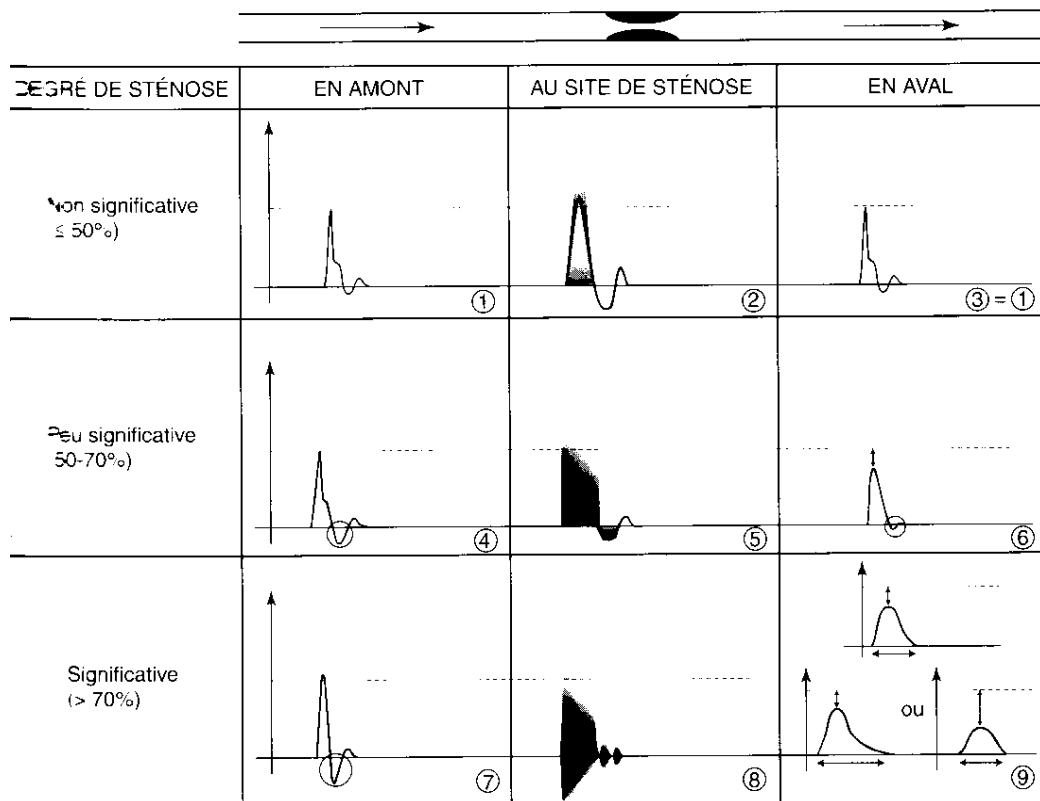 DEGRÉ DE STÉNOSE EN AMONT AU SITE DE STÉNOSE EN AVAL
Non significative
≤ 50%)
① ② ③ = ①
Peu significative
50-70%)
④ ⑤ ⑥
Significative
(> 70%)
ou
⑦ ⑧ ⑨